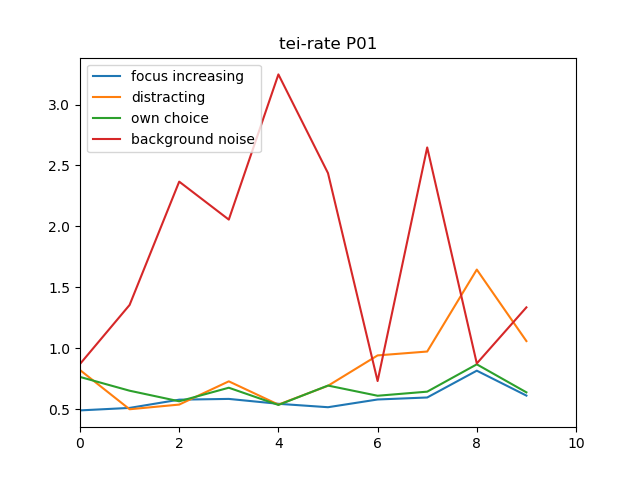 tei-rate P01
focus increasing
distracting
own choice
background noise
3.0
2.5
2.0
1.5
1.0
0.5
0 2 4 6 8 10